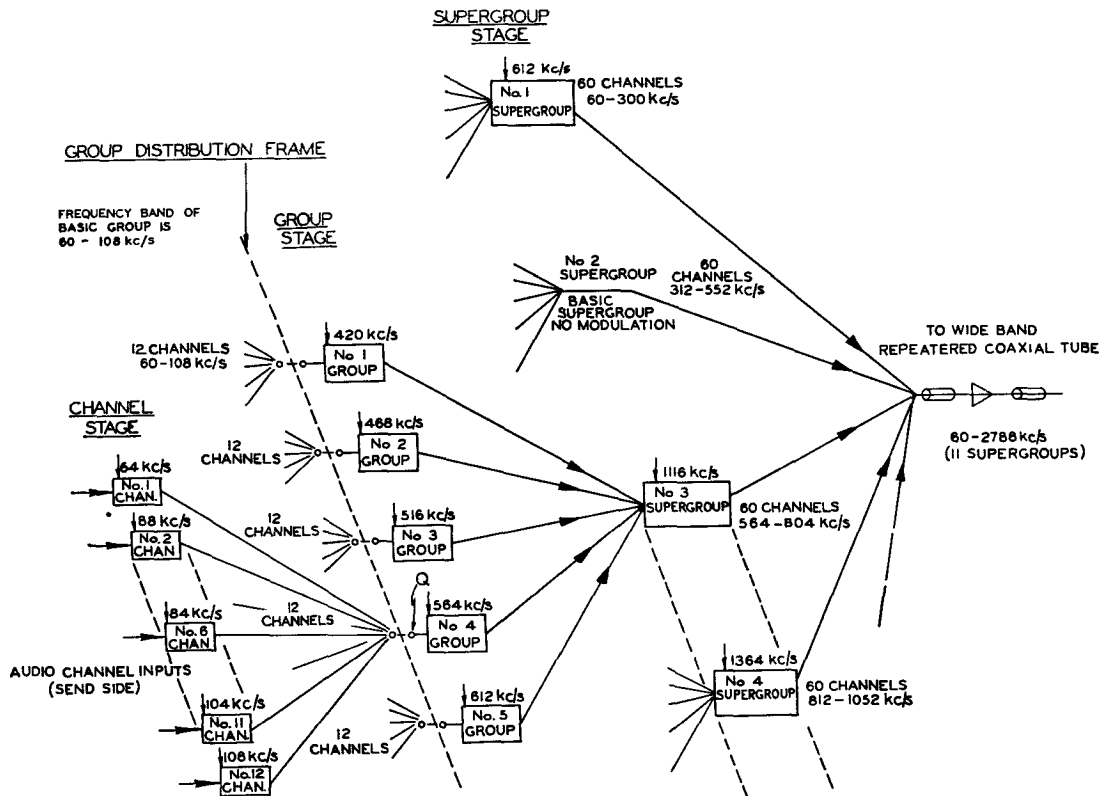 SUPERGROUP
STAGE
612 Kc/s
No.1
SUPERGROUP
60 CHANNELS
60-300 Kc/s
GROUP DISTRIBUTION FRAME
FREQUENCY BAND OF
BASIC GROUP IS
60 - 108 kc/s
GROUP
STAGE
No 2
SUPERGROUP
BASIC
SUPERGROUP
NO MODULATION
60
CHANNELS
312-552 kc/s
12 CHANNELS
60-108 kc/s
420 kc/s
No 1
GROUP
TO WIDE BAND
REPEATERED COAXIAL TUBE
60-2788 kc/s
(11 SUPERGROUPS)
CHANNEL
STAGE
12
CHANNELS
468 kc/s
No 2
GROUP
64 kc/s
No.1
CHAN.
88 kc/s
No.2
CHAN
12
CHANNELS
516 kc/s
No 3
GROUP
1116 kc/s
No 3
SUPERGROUP
60 CHANNELS
564-804 kc/s
84 kc/s
No.6
CHAN
12
CHANNELS
Q
564 kc/s
No 4
GROUP
AUDIO CHANNEL INPUTS
(SEND SIDE)
104 kc/s
No.11
CHAN.
108 kc/s
No.12
CHAN.
12
CHANNELS
612 kc/s
No. 5
GROUP
1364 kc/s
No 4
SUPERGROUP
60 CHANNELS
812-1052 kc/s